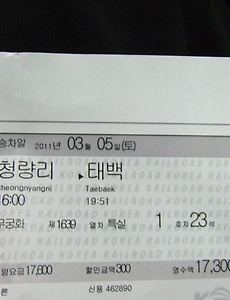 승차일 2011년 03월 05일(토)
청량리 ▸ 태백
Cheongnyangni Taebaek
16:00 19:51
무궁화 제1639 열차 특실 1 호차 23 석
운임요금 17,600 할인금액 300 영수액 17,300
신용 462890